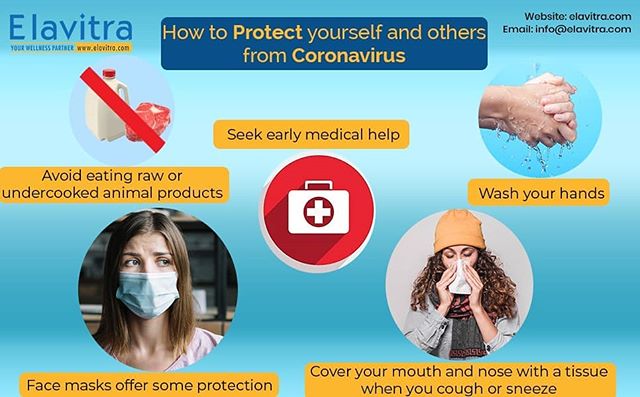 Elavitra
YOUR WELLNESS PARTNER www.elavitra.com
How to Protect yourself and others
from Coronavirus
Website: elavitra.com
Email: info@elavitra.com
Seek early medical help
Avoid eating raw or
undercooked animal products
Wash your hands
Face masks offer some protection
Cover your mouth and nose with a tissue
when you cough or sneeze